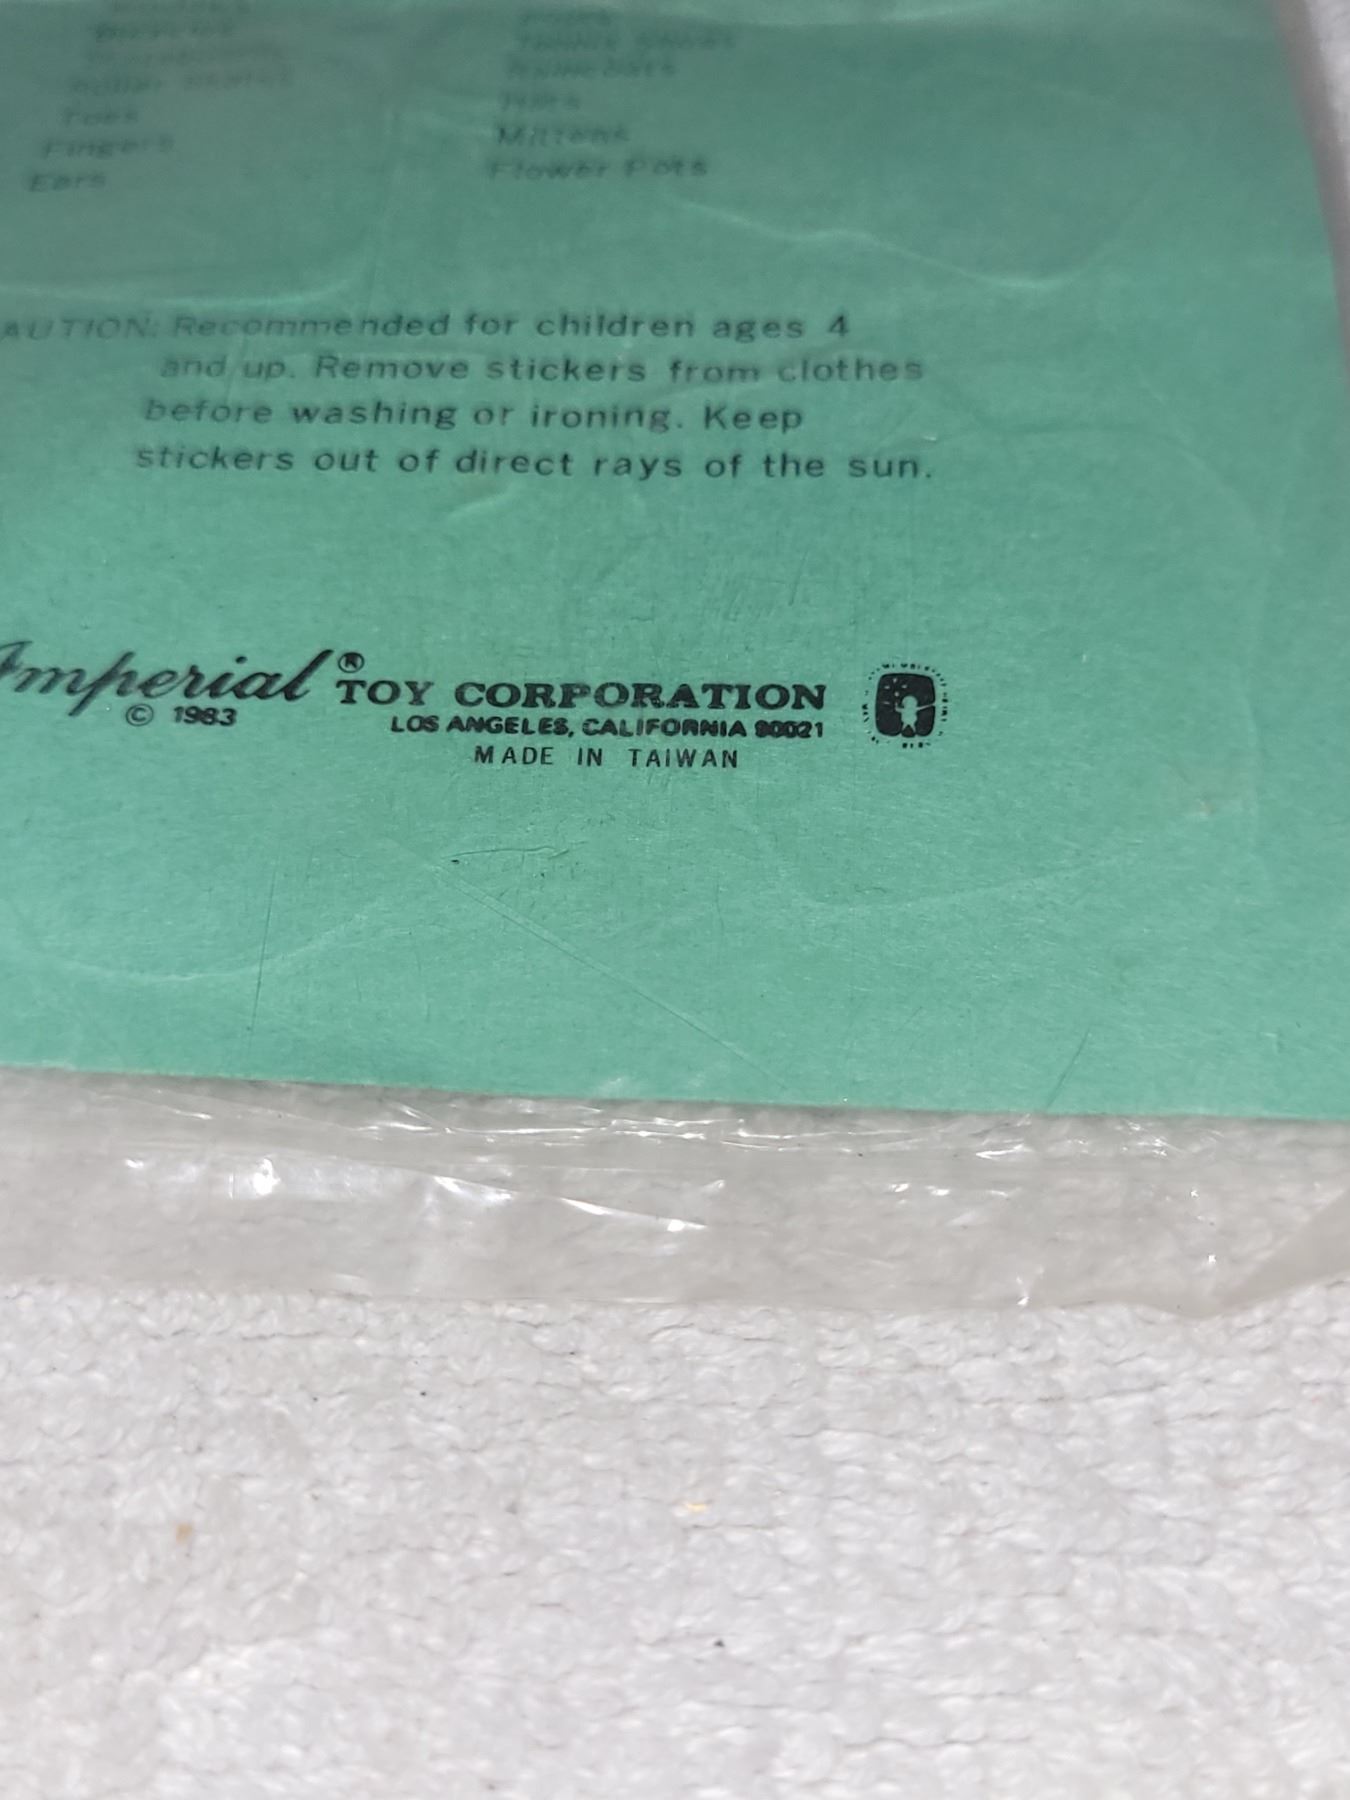 Toes
Fingers
Ears
Raincoats
Hats
Mittens
Flower Pots
AUTION: Recommended for children ages 4
and up. Remove stickers from clothes
before washing or ironing. Keep
stickers out of direct rays of the sun.
Imperial ® TOY CORPORATION
© 1983
LOS ANGELES, CALIFORNIA 90021
MADE IN TAIWAN